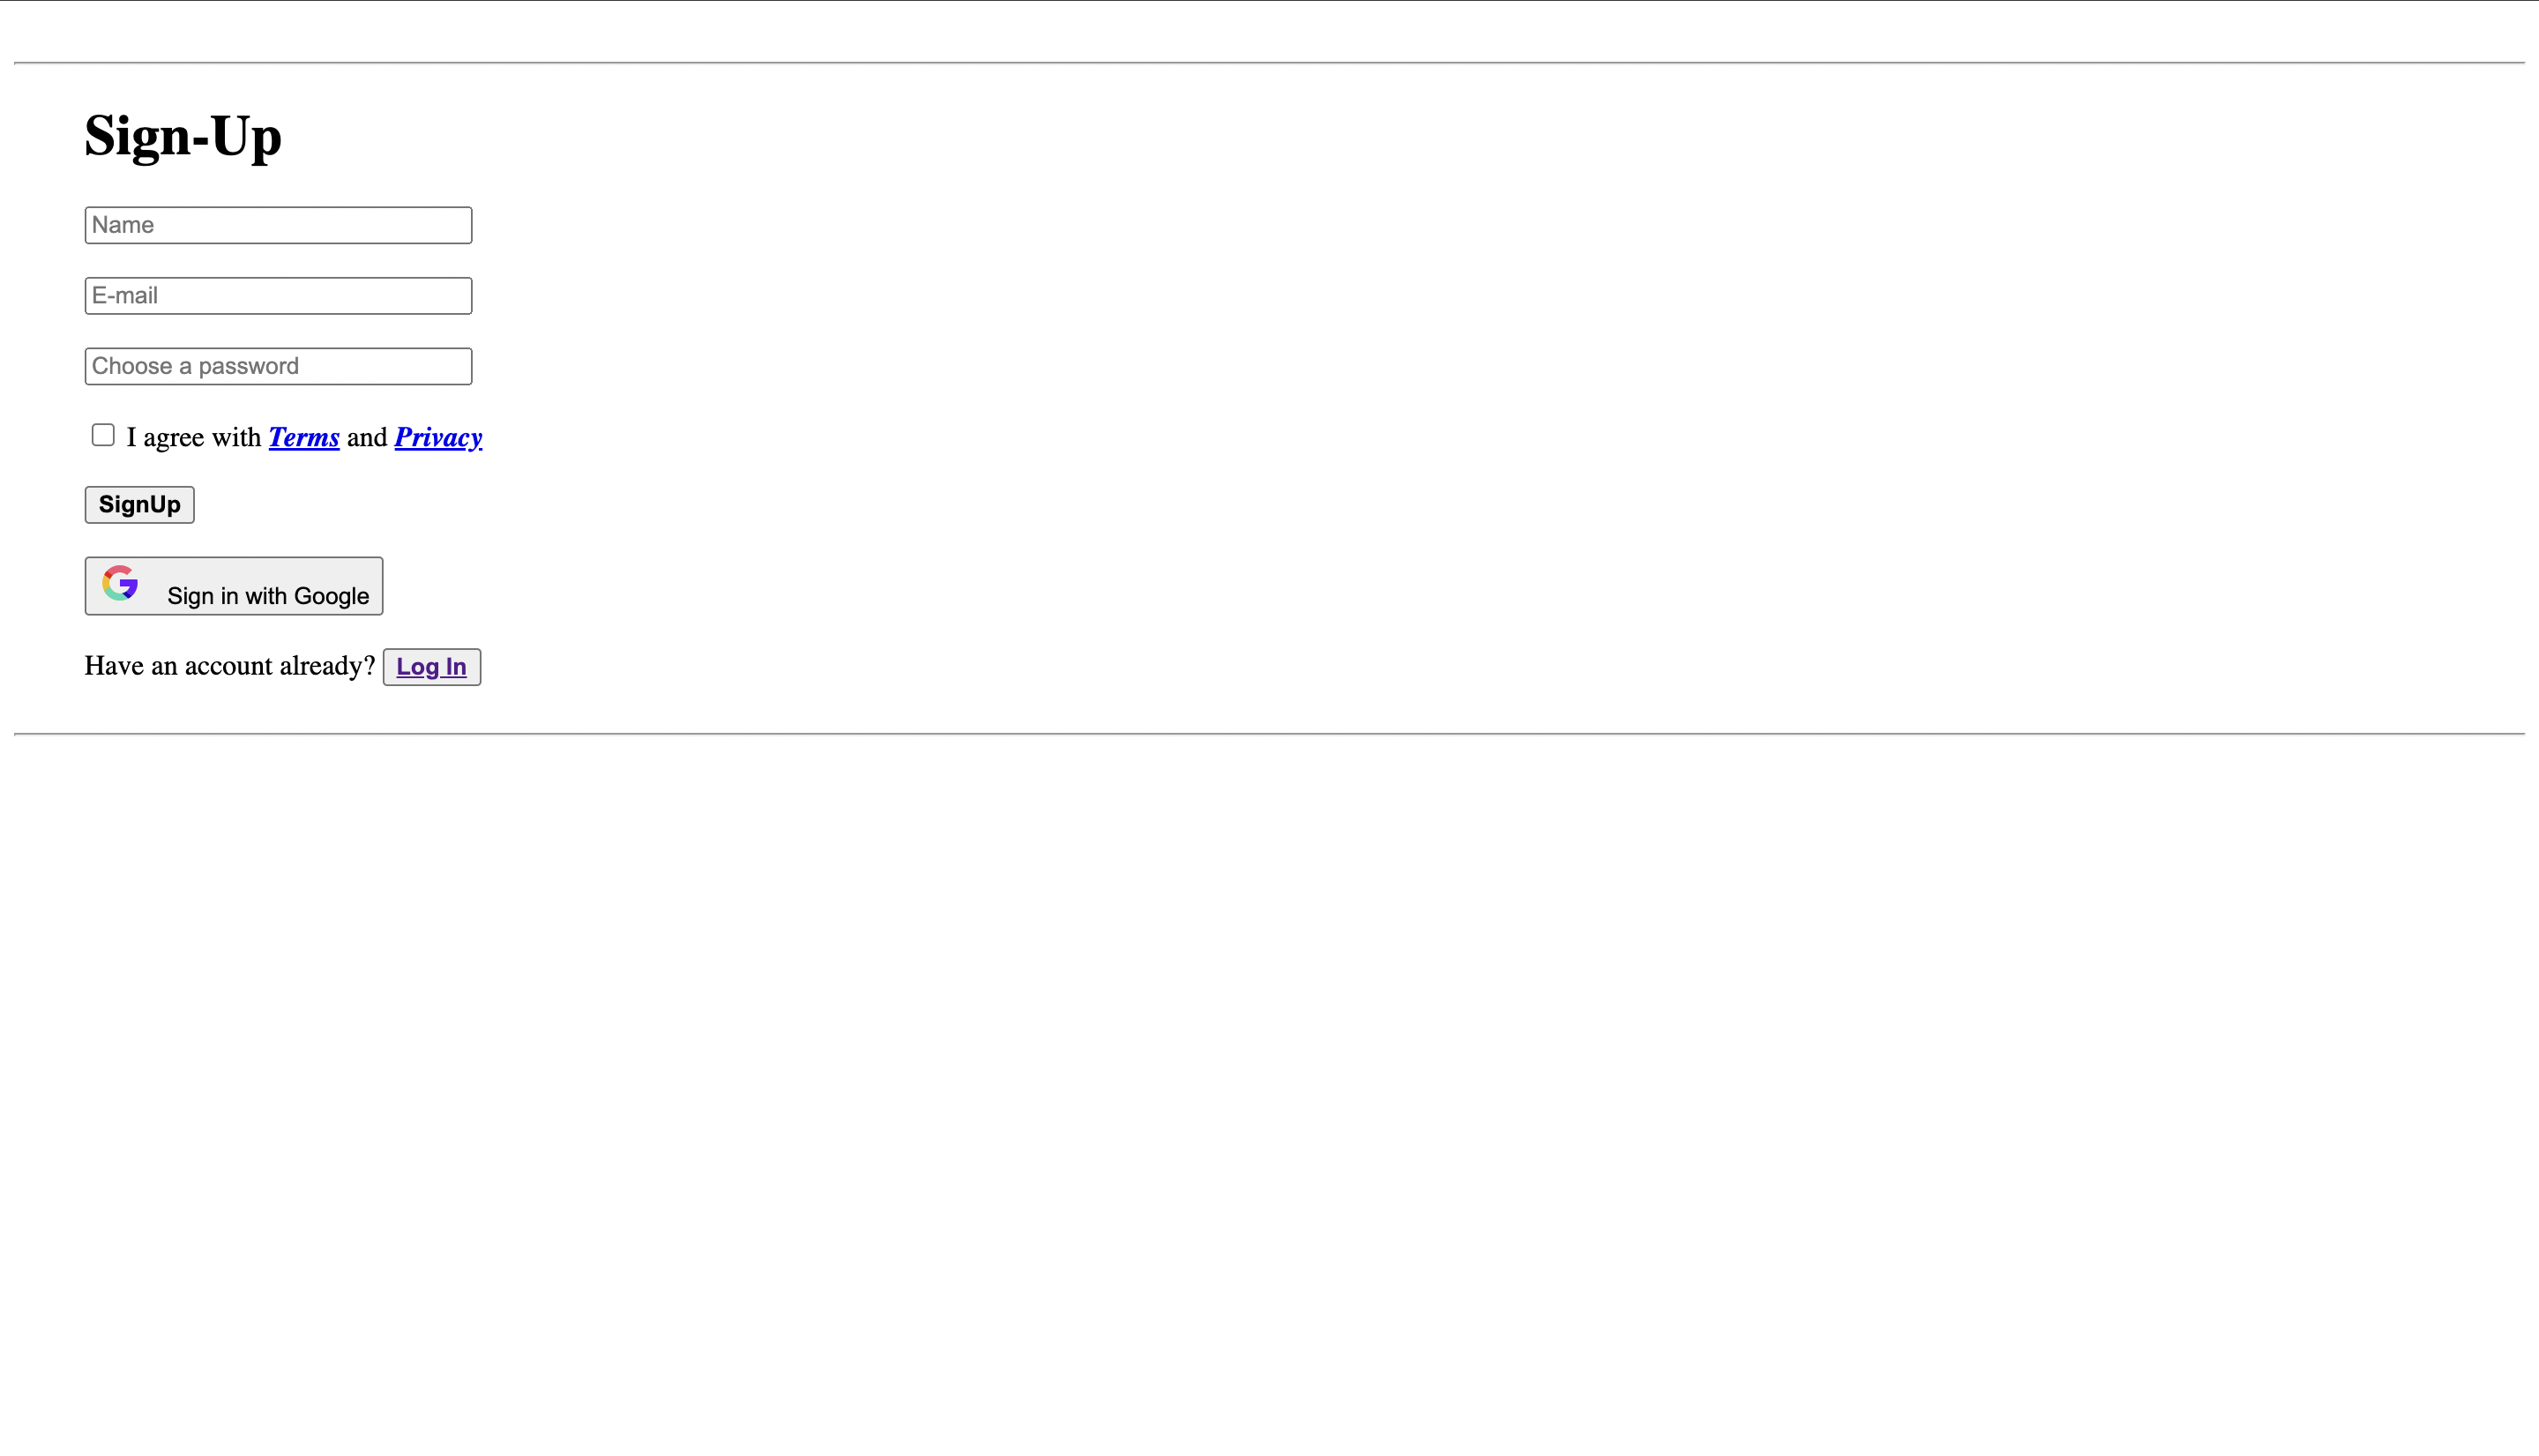 Sign-Up
Name
E-mail
Choose a password
I agree with Terms and Privacy
SignUp
Sign in with Google
Have an account already? Log In